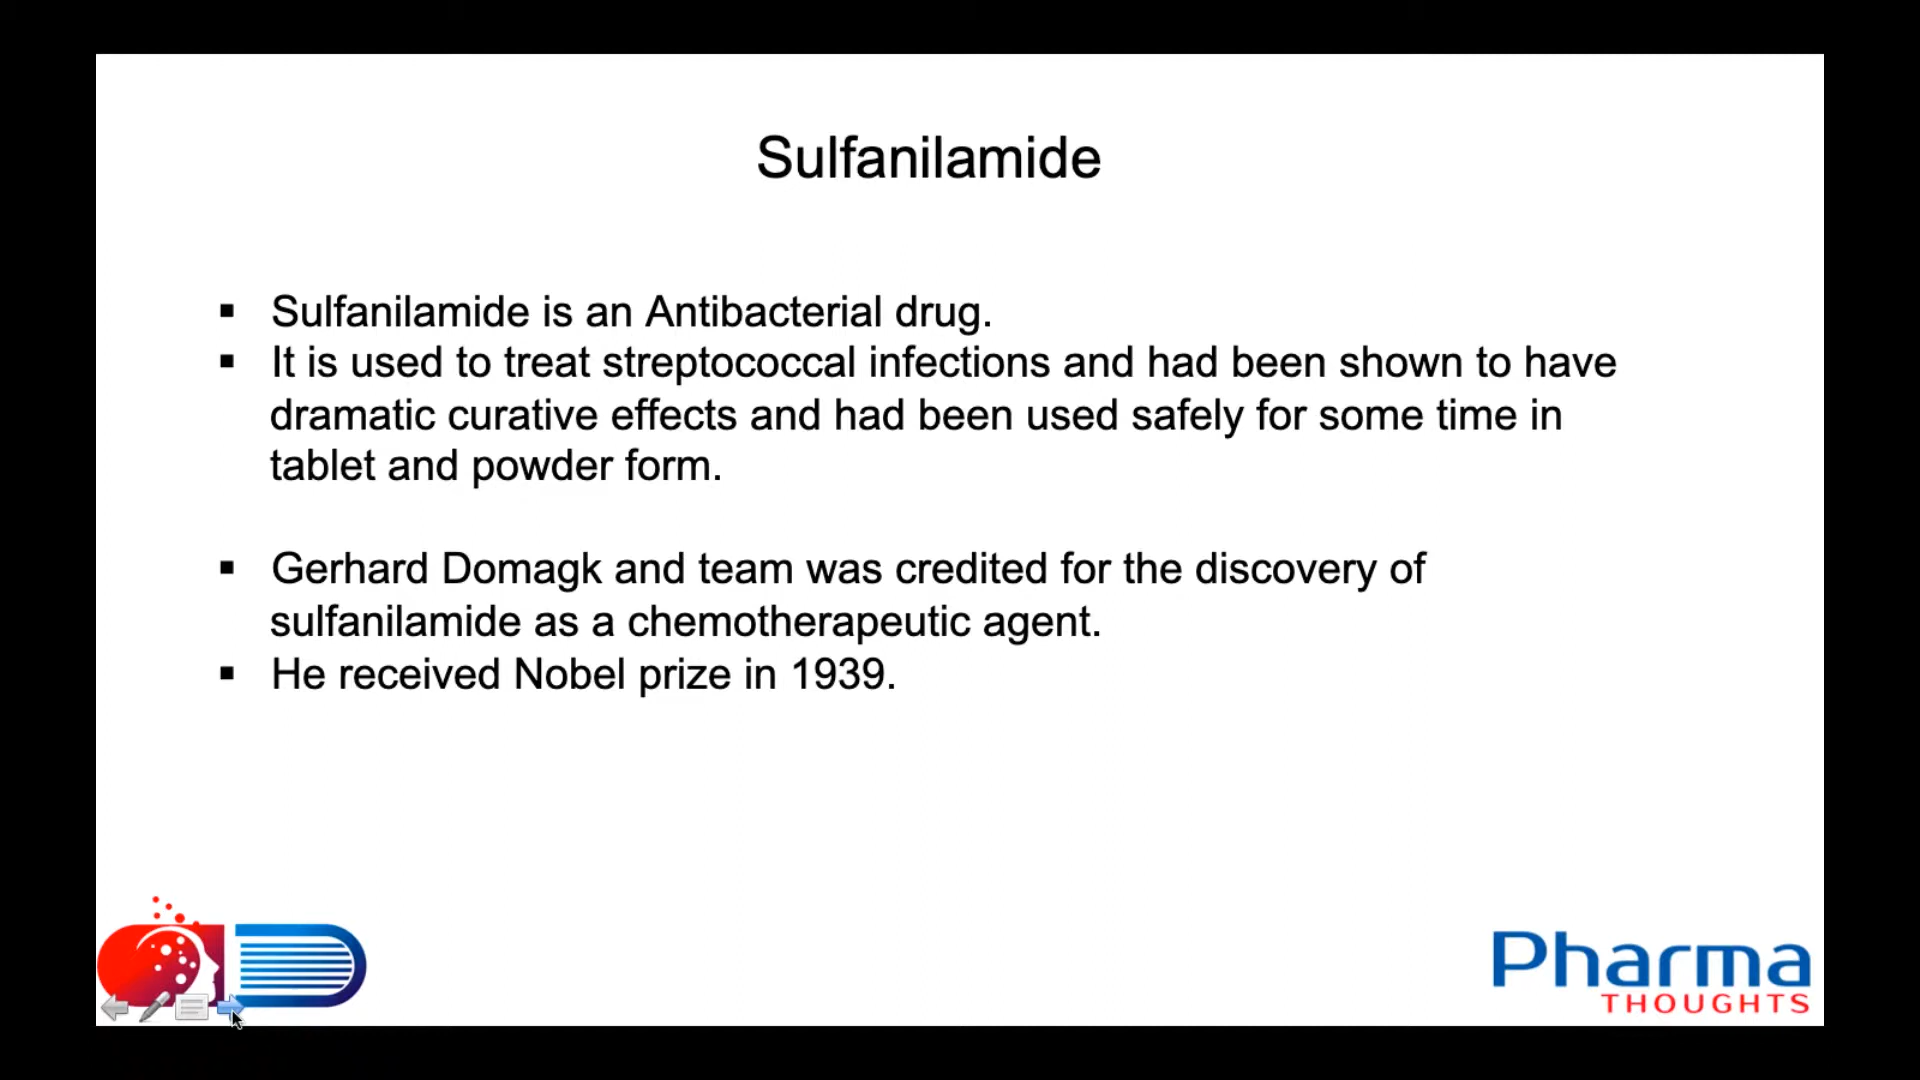 Sulfanilamide
▪ Sulfanilamide is an Antibacterial drug.
▪ It is used to treat streptococcal infections and had been shown to have
dramatic curative effects and had been used safely for some time in
tablet and powder form.
▪ Gerhard Domagk and team was credited for the discovery of
sulfanilamide as a chemotherapeutic agent.
▪ He received Nobel prize in 1939.
Pharma
THOUGHTS